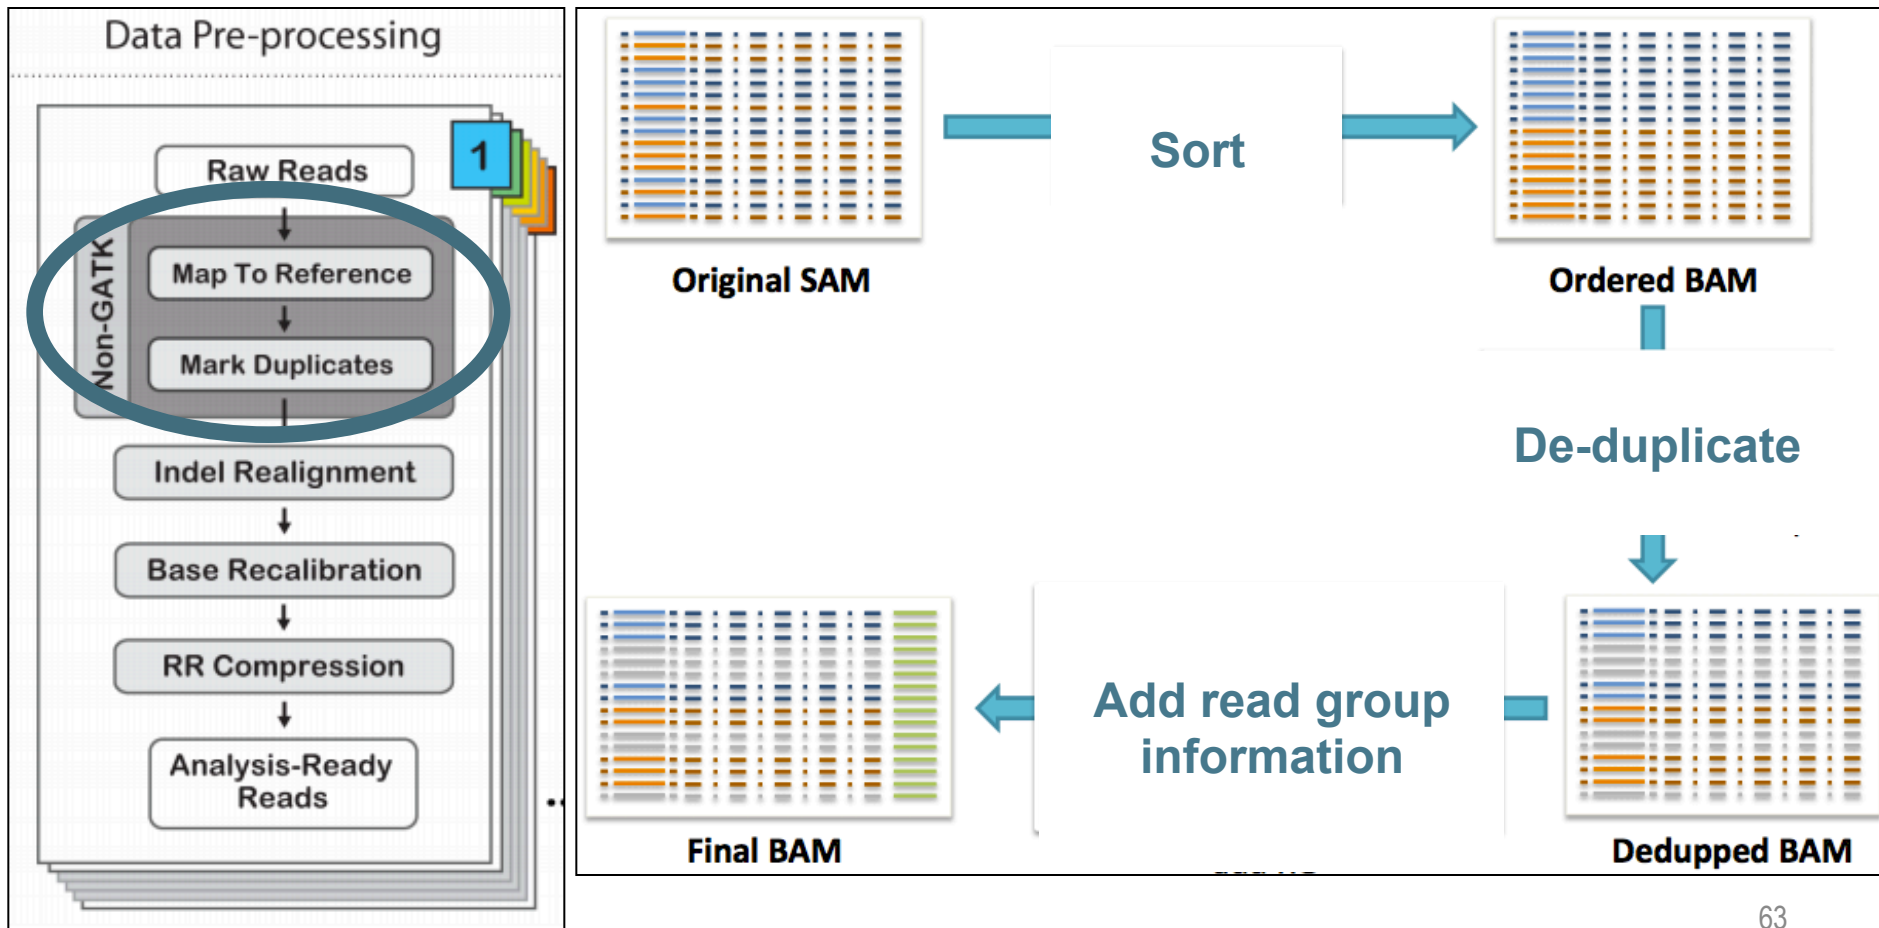 Data Pre-processing
1
Raw Reads
Non-GATK
Map To Reference
Mark Duplicates
Indel Realignment
Base Recalibration
RR Compression
Analysis-Ready
Reads
Original SAM
Sort
Ordered BAM
De-duplicate
Dedupped BAM
Add read group
information
Final BAM
63